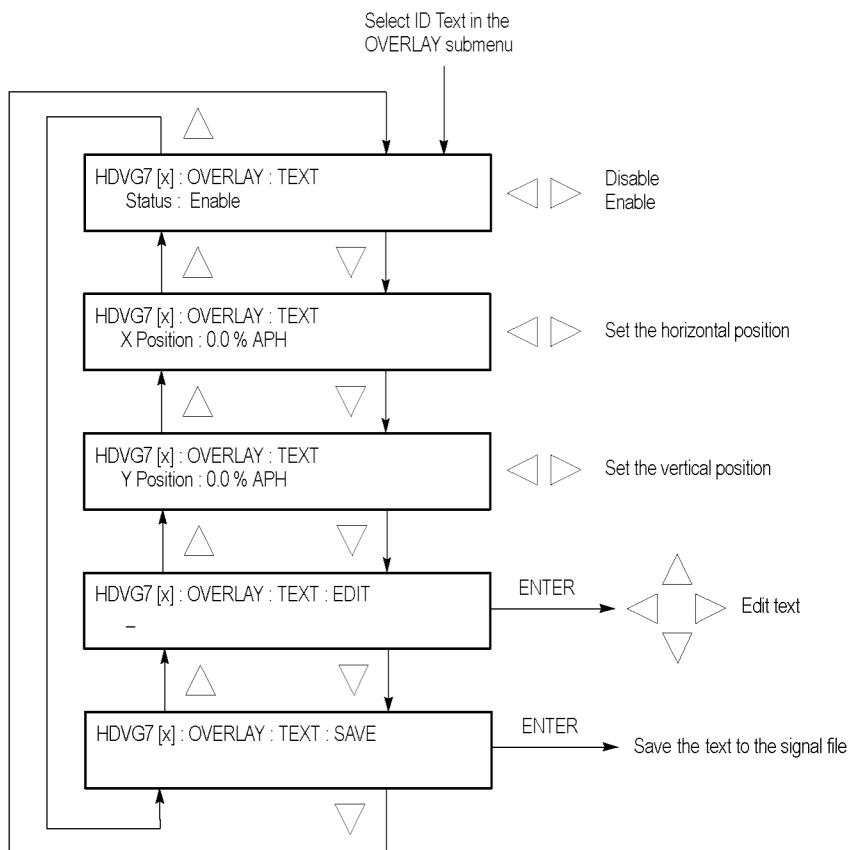 Select ID Text in the
OVERLAY submenu
HDVG7 [x] : OVERLAY : TEXT
Status : Enable
Disable
Enable
HDVG7 [x] : OVERLAY : TEXT
X Position : 0.0 % APH
Set the horizontal position
HDVG7 [x] : OVERLAY : TEXT
Y Position : 0.0 % APH
Set the vertical position
HDVG7 [x] : OVERLAY : TEXT : EDIT
_
ENTER
Edit text
HDVG7 [x] : OVERLAY : TEXT : SAVE
ENTER
Save the text to the signal file